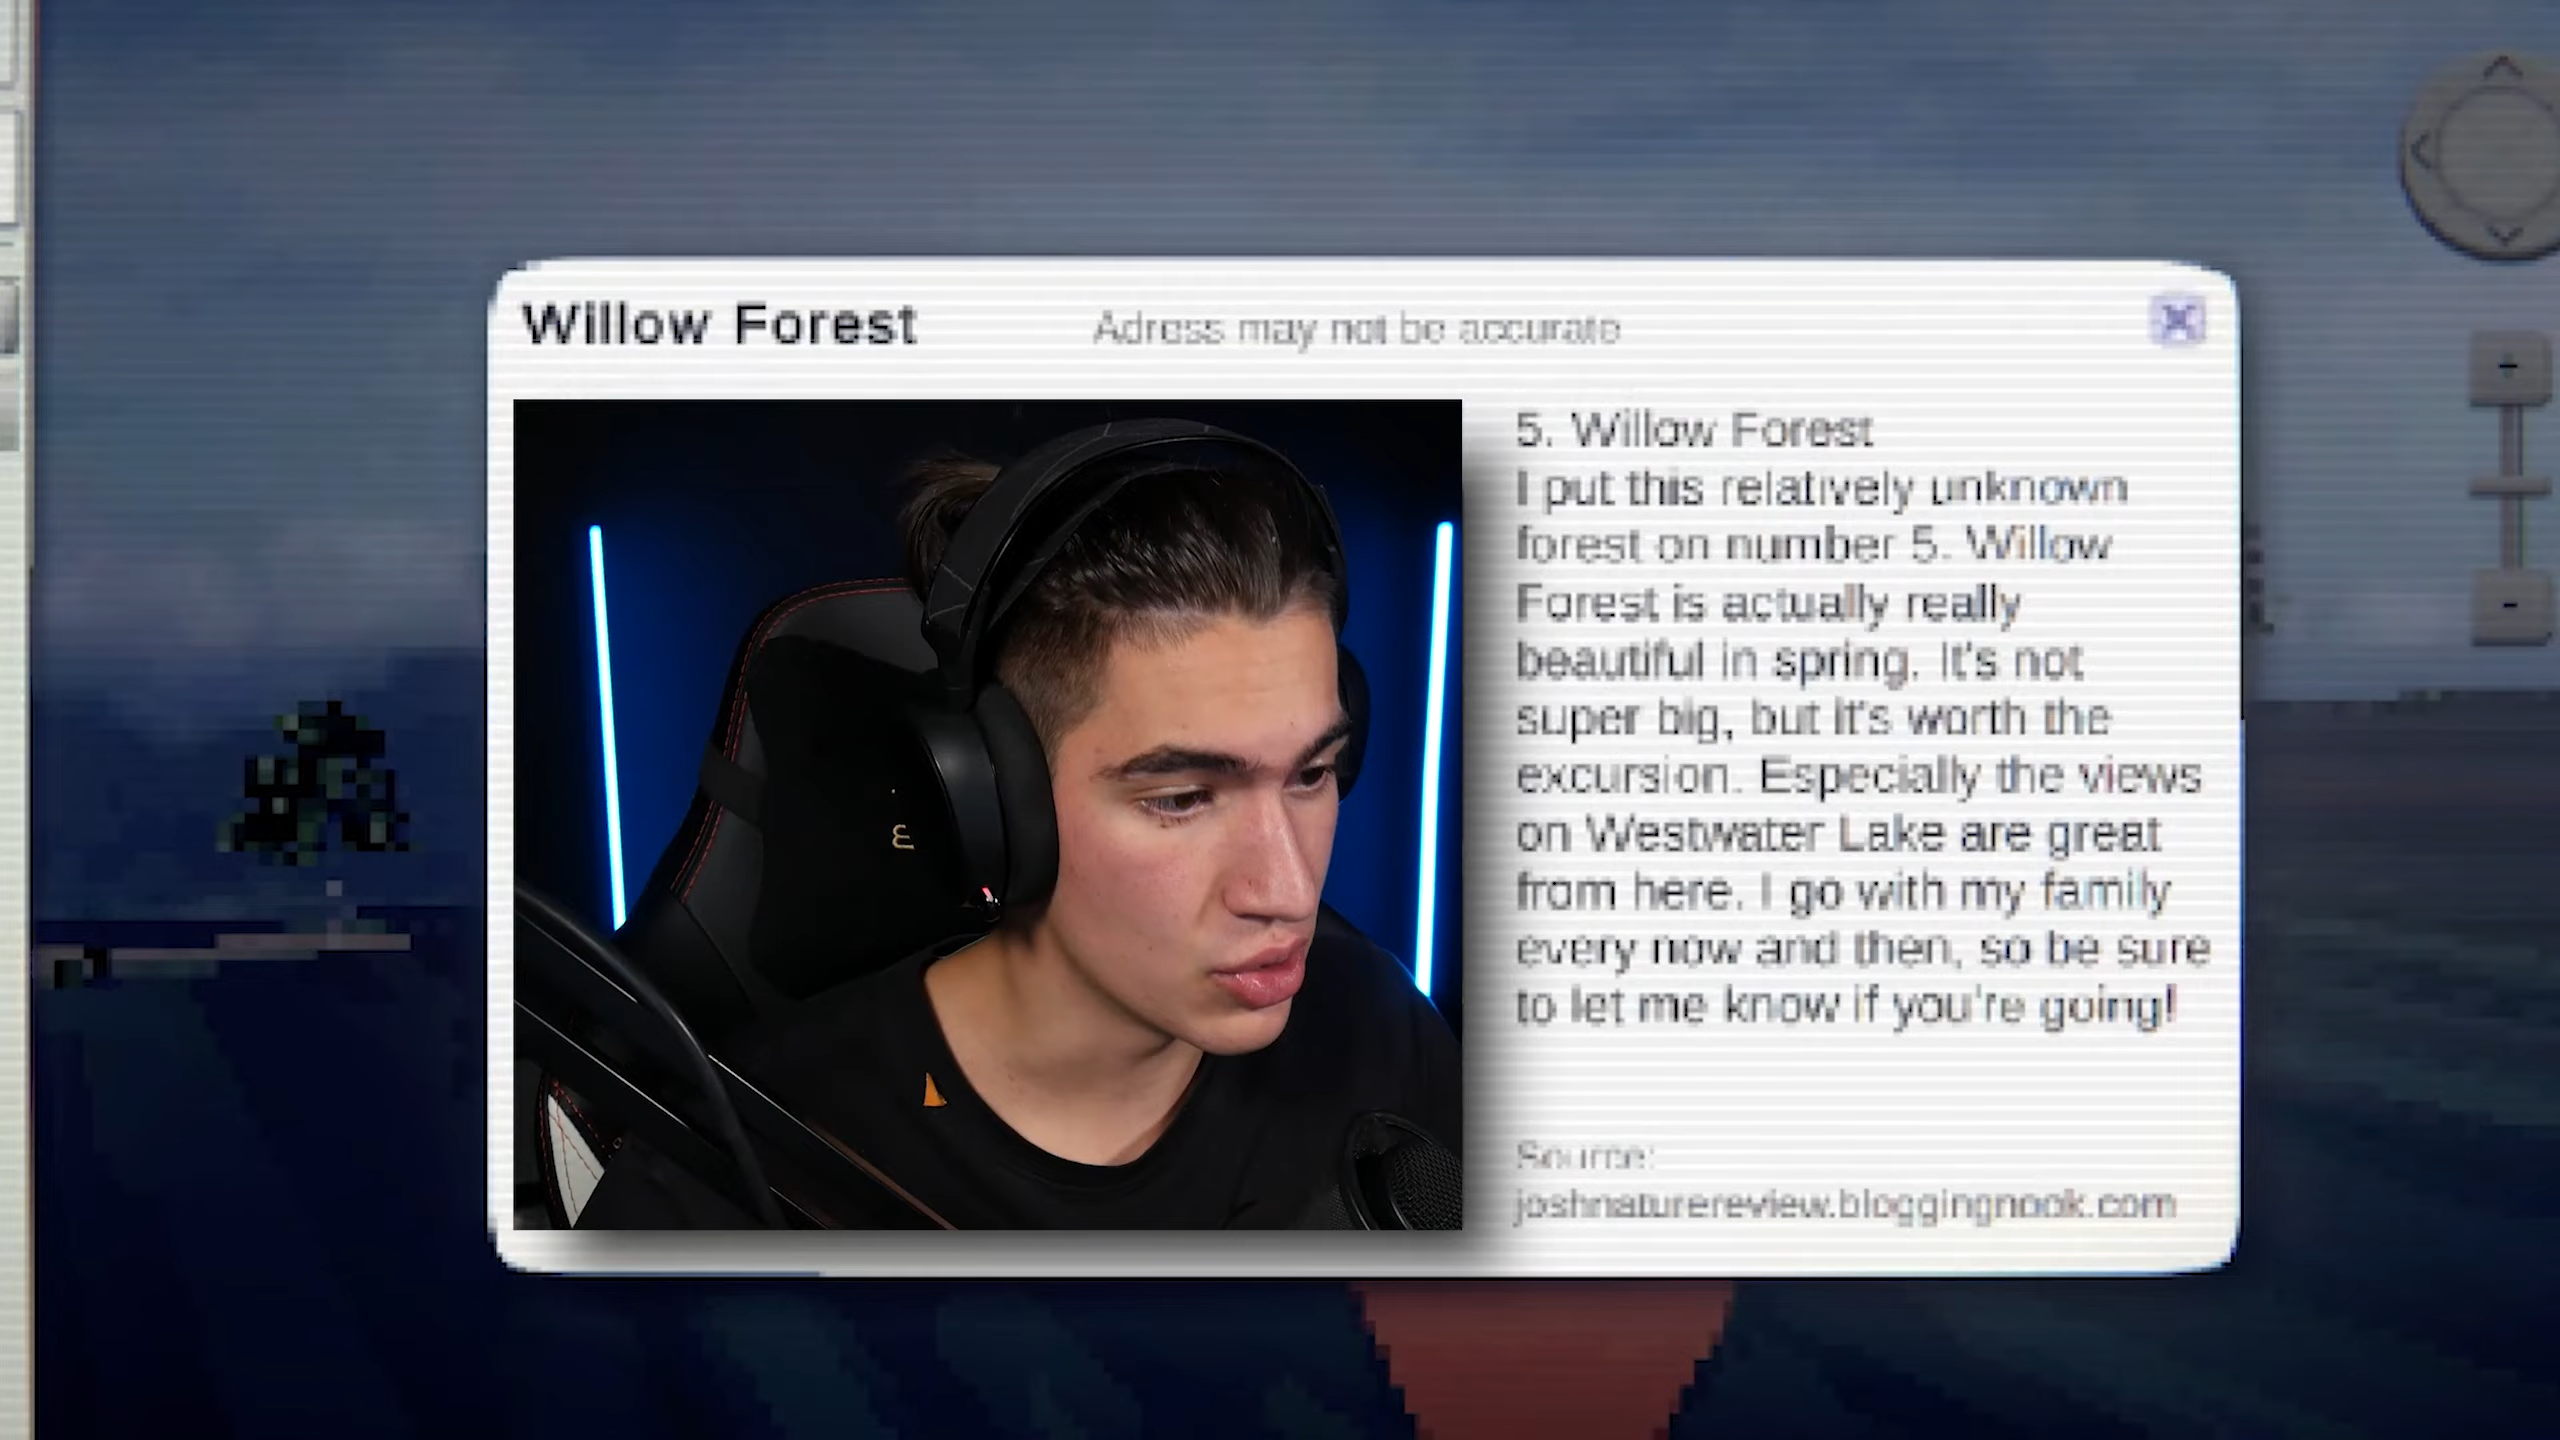 Willow Forest
Adress may not be accurate
5. Willow Forest
I put this relatively unknown
forest on number 5. Willow
Forest is actually really
beautiful in spring. It's not
super big, but it's worth the
excursion. Especially the views
on Westwater Lake are great
from here. I go with my family
every now and then, so be sure
to let me know if you're going!
Source:
joshnaturereview.bloggingnook.com